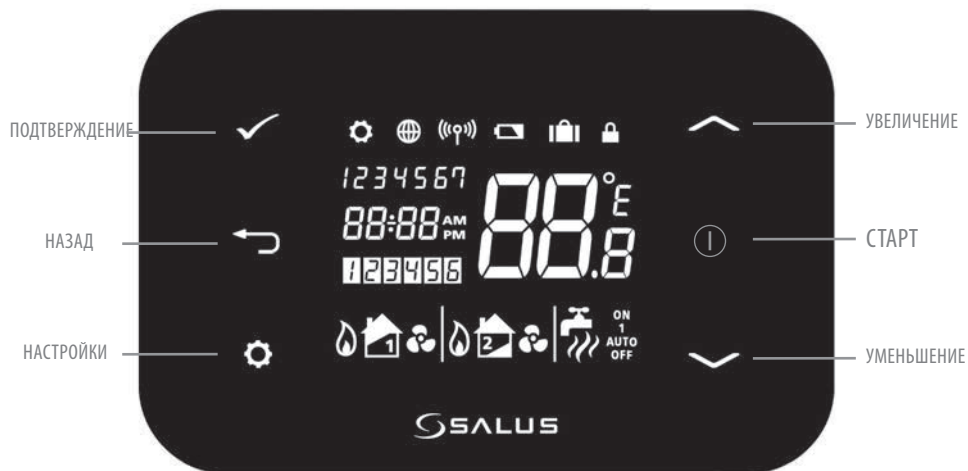 ПОДТВЕРЖДЕНИЕ
УВЕЛИЧЕНИЕ
1234567
88:88 AM PM
88.8°E
123456
НАЗАД
СТАРТ
НАСТРОЙКИ
1
2
ON
1
AUTO
OFF
УМЕНЬШЕНИЕ
SALUS